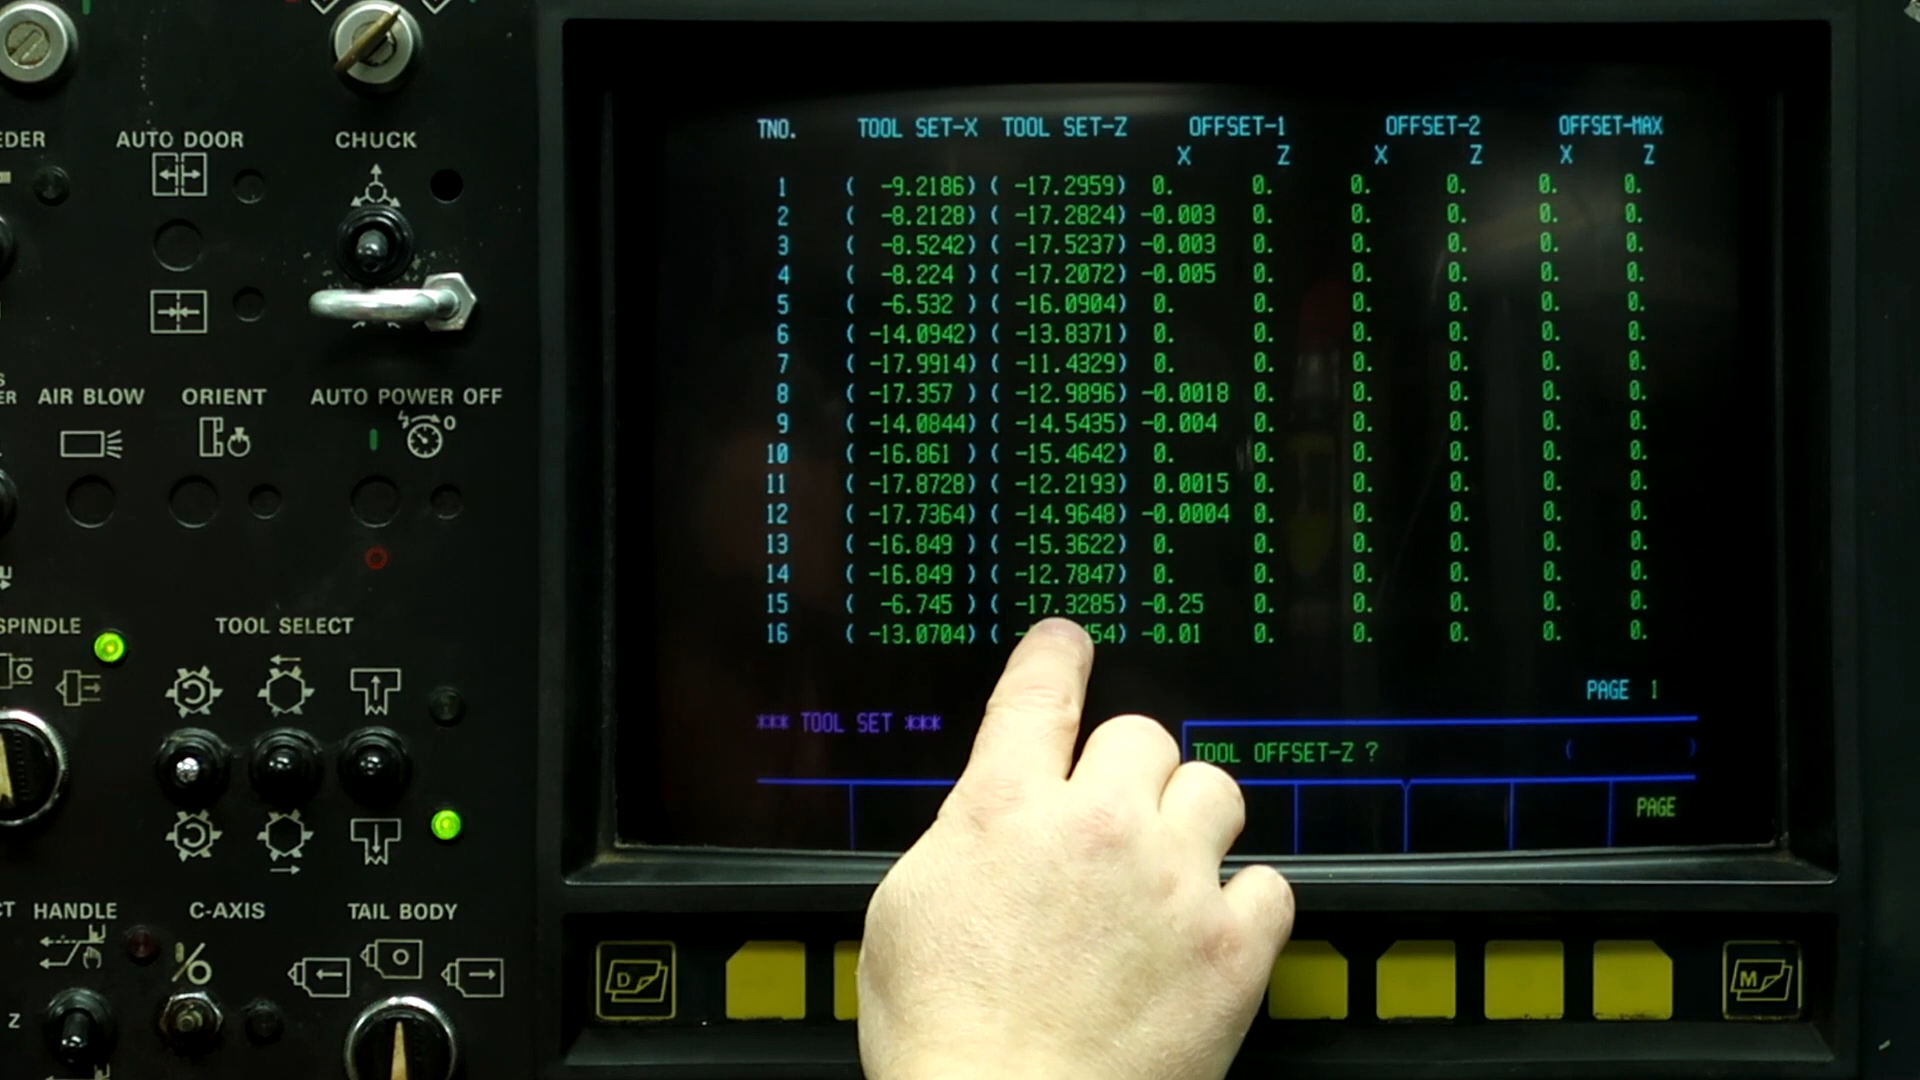 EDER
AUTO DOOR
CHUCK
AIR BLOW
ORIENT
AUTO POWER OFF
SPINDLE
TOOL SELECT
HANDLE
C-AXIS
TAIL BODY
Z
TNO. TOOL SET-X TOOL SET-Z OFFSET-1 OFFSET-2 OFFSET-MAX
X Z X Z X Z
1 ( -9.2186) ( -17.2959) 0. 0. 0. 0. 0. 0.
2 ( -8.2128) ( -17.2824) -0.003 0. 0. 0. 0. 0.
3 ( -8.5242) ( -17.5237) -0.003 0. 0. 0. 0. 0.
4 ( -8.224 ) ( -17.2072) -0.005 0. 0. 0. 0. 0.
5 ( -6.532 ) ( -16.0904) 0. 0. 0. 0. 0. 0.
6 ( -14.0942) ( -13.8371) 0. 0. 0. 0. 0. 0.
7 ( -17.9914) ( -11.4329) 0. 0. 0. 0. 0. 0.
8 ( -17.357 ) ( -12.9896) -0.0018 0. 0. 0. 0. 0.
9 ( -14.0844) ( -14.5435) -0.004 0. 0. 0. 0. 0.
10 ( -16.861 ) ( -15.4642) 0. 0. 0. 0. 0. 0.
11 ( -17.8728) ( -12.2193) 0.0015 0. 0. 0. 0. 0.
12 ( -17.7364) ( -14.9648) -0.0004 0. 0. 0. 0. 0.
13 ( -16.849 ) ( -15.3622) 0. 0. 0. 0. 0. 0.
14 ( -16.849 ) ( -12.7847) 0. 0. 0. 0. 0. 0.
15 ( -6.745 ) ( -17.3285) -0.25 0. 0. 0. 0. 0.
16 ( -13.0704) ( 454) -0.01 0. 0. 0. 0. 0.
PAGE 1
*** TOOL SET ***
TOOL OFFSET-Z ? ( )
PAGE
D
M